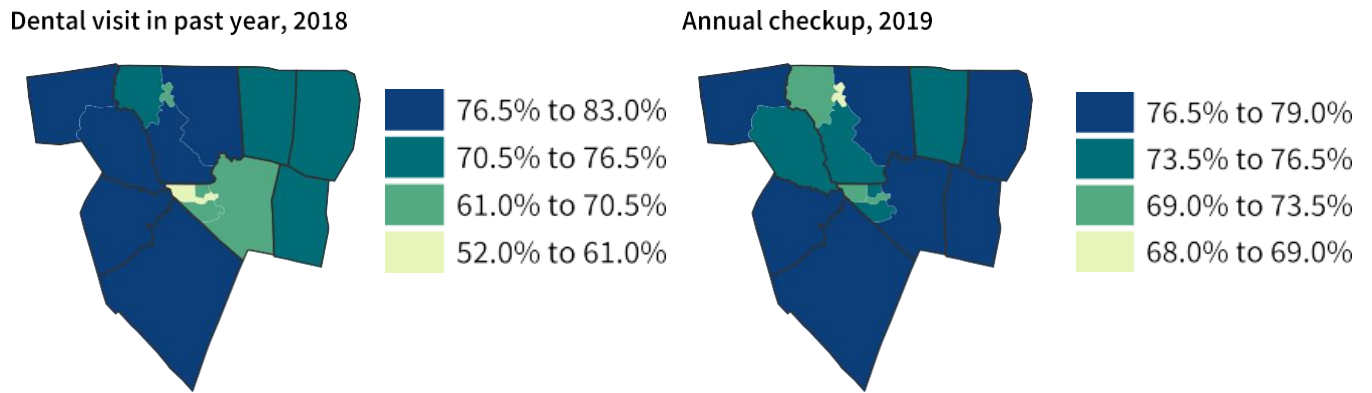 Dental visit in past year, 2018
76.5% to 83.0%
70.5% to 76.5%
61.0% to 70.5%
52.0% to 61.0%
Annual checkup, 2019
76.5% to 79.0%
73.5% to 76.5%
69.0% to 73.5%
68.0% to 69.0%